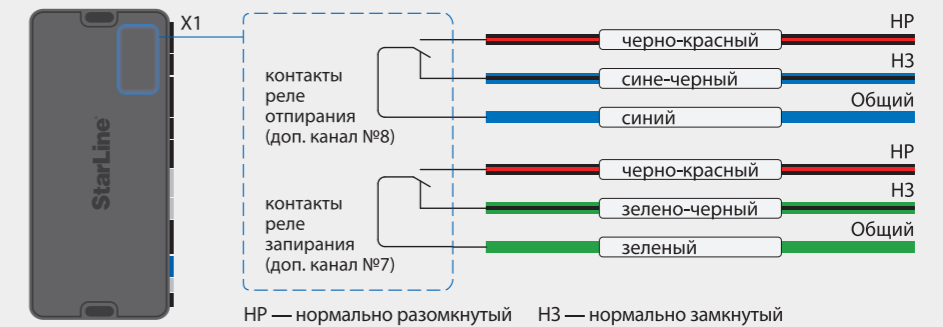 StarLine
X1
контакты
реле
отпирания
(доп. канал №8)
черно-красный
НР
сине-черный
НЗ
синий
Общий
контакты
реле
запирания
(доп. канал №7)
черно-красный
НР
зелено-черный
НЗ
зеленый
Общий
НР — нормально разомкнутый НЗ — нормально замкнутый